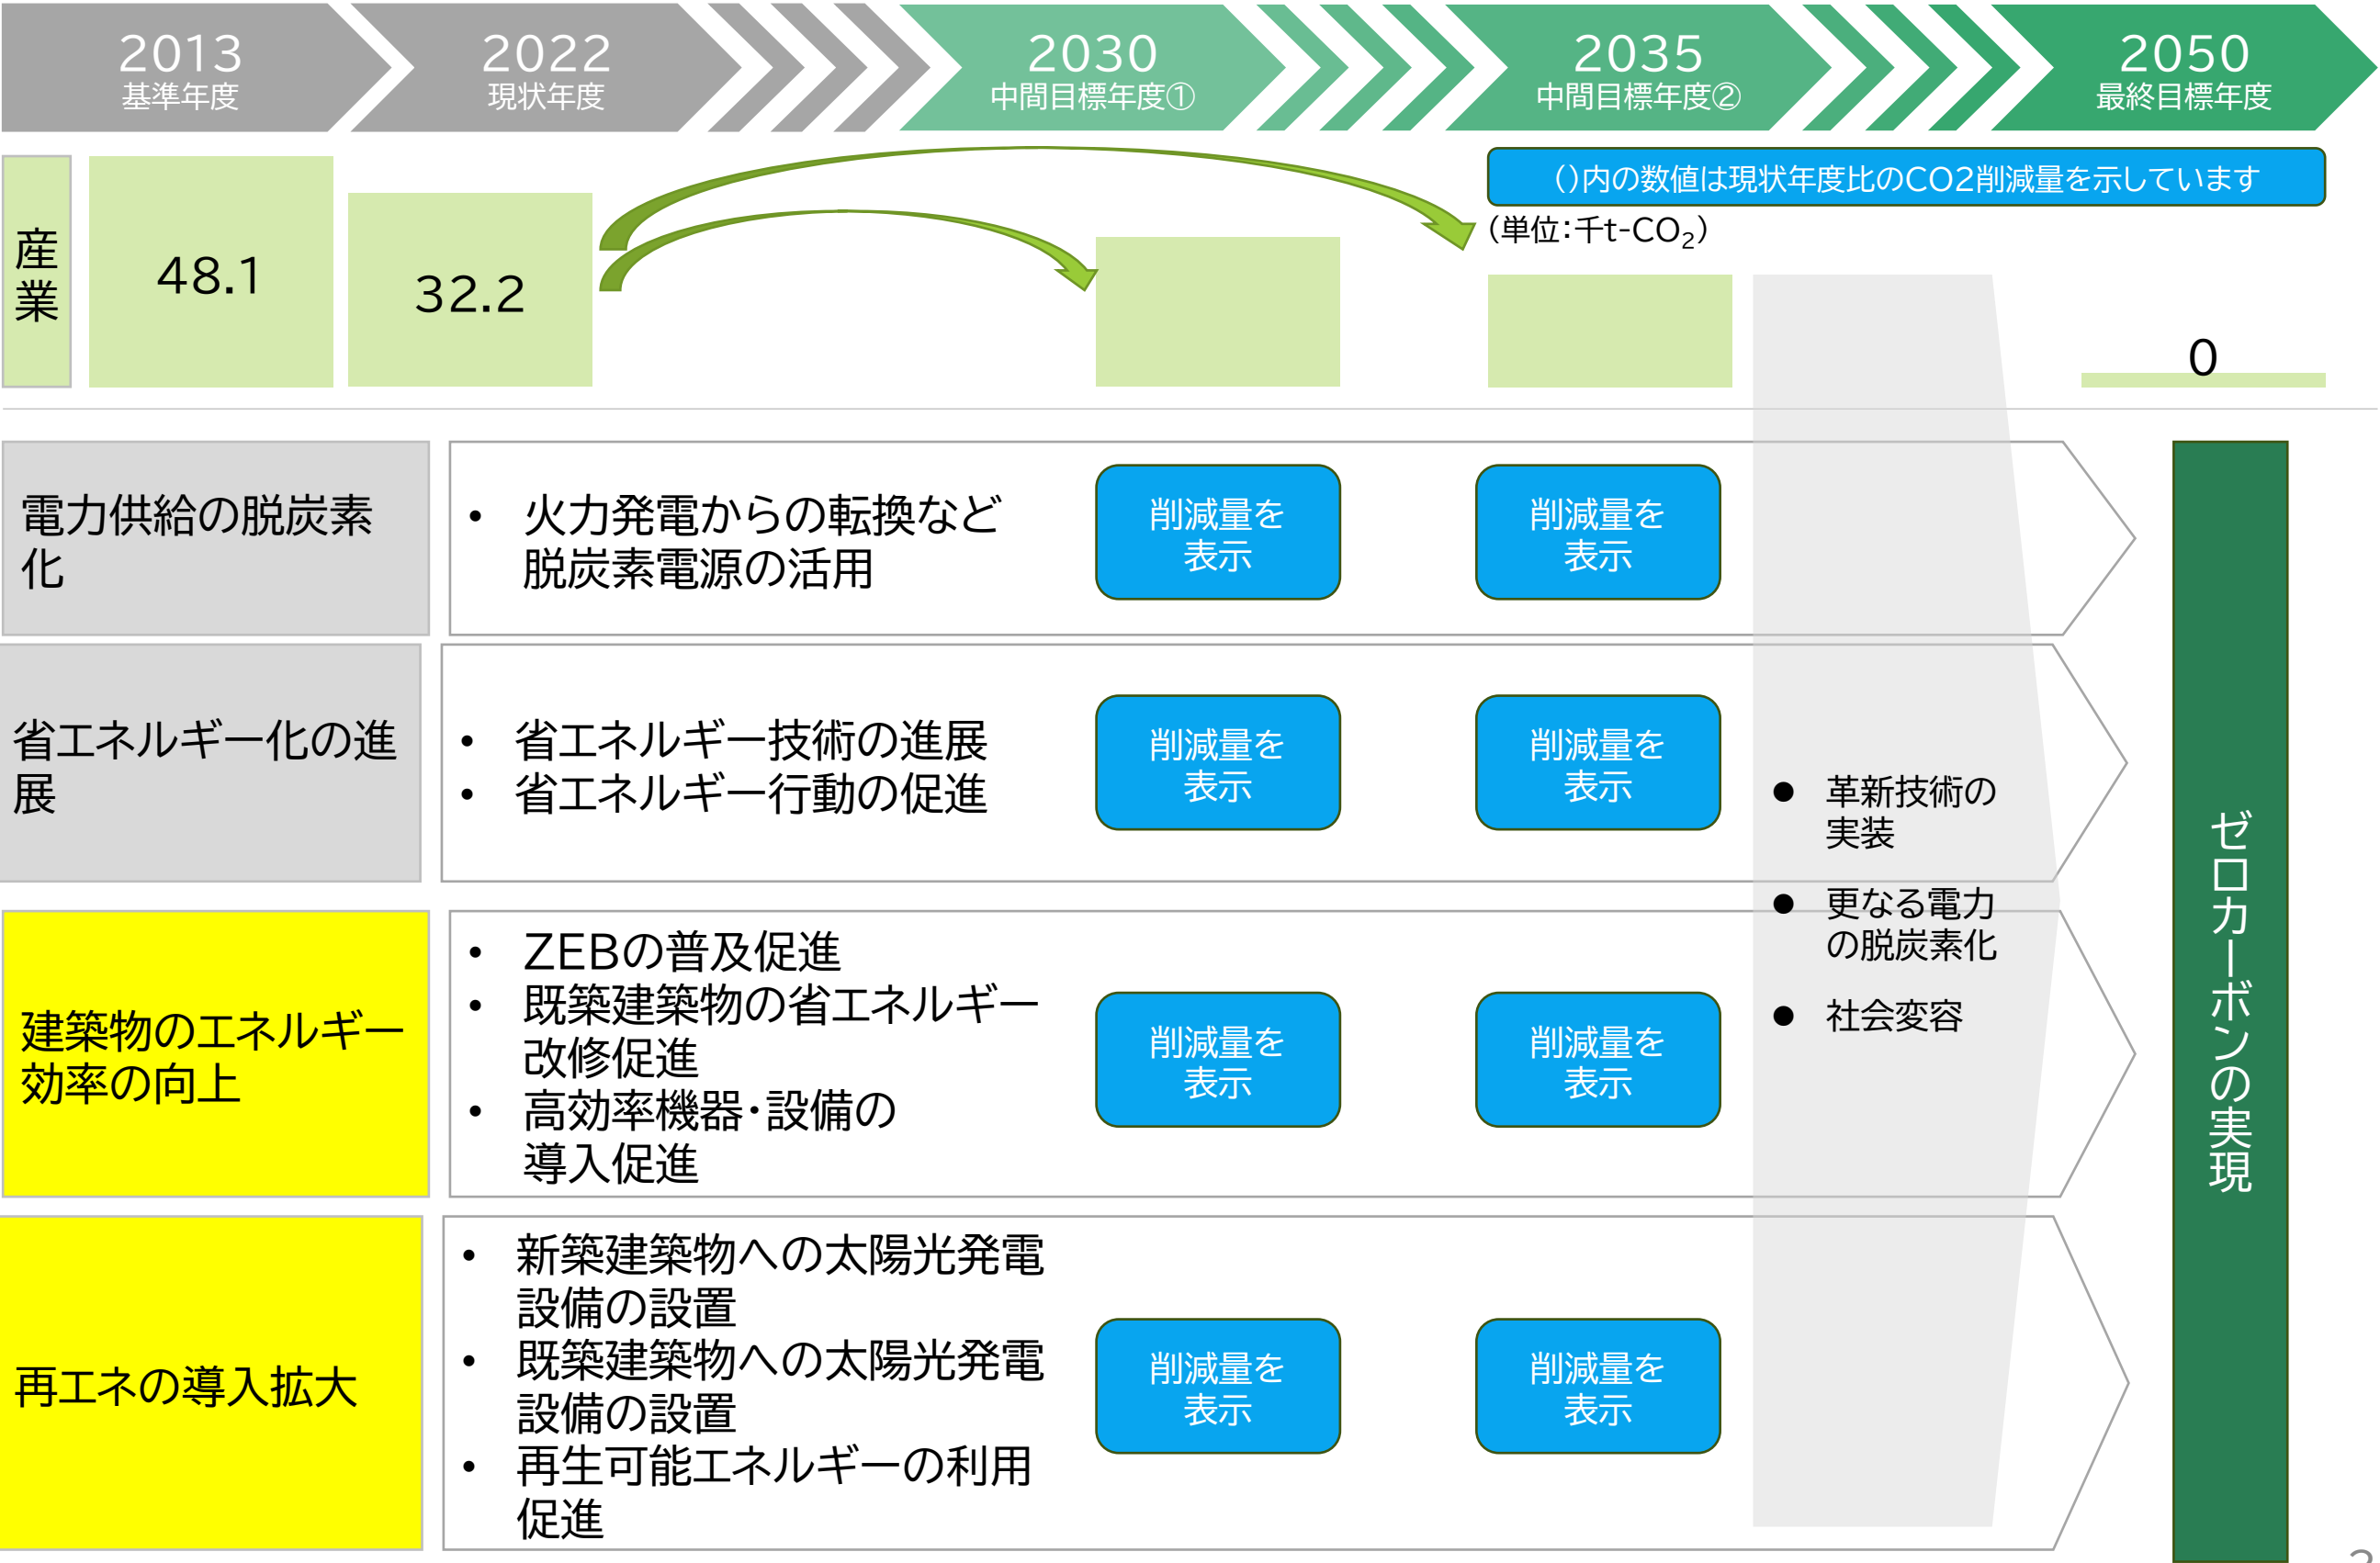 2013
基準年度
2022
現状年度
2030
中間目標年度①
2035
中間目標年度②
2050
最終目標年度
()内の数値は現状年度比のCO2削減量を示しています
(単位：千t-CO₂)
産業
48.1
32.2
0
電力供給の脱炭素
化
• 火力発電からの転換など
脱炭素電源の活用
削減量を
表示
削減量を
表示
省エネルギー化の進
展
• 省エネルギー技術の進展
• 省エネルギー行動の促進
削減量を
表示
削減量を
表示
建築物のエネルギー
効率の向上
• ZEBの普及促進
• 既築建築物の省エネルギー
改修促進
• 高効率機器・設備の
導入促進
削減量を
表示
削減量を
表示
再エネの導入拡大
• 新築建築物への太陽光発電
設備の設置
• 既築建築物への太陽光発電
設備の設置
• 再生可能エネルギーの利用
促進
削減量を
表示
削減量を
表示
● 革新技術の
実装
● 更なる電力
の脱炭素化
● 社会変容
ゼロカーボンの実現